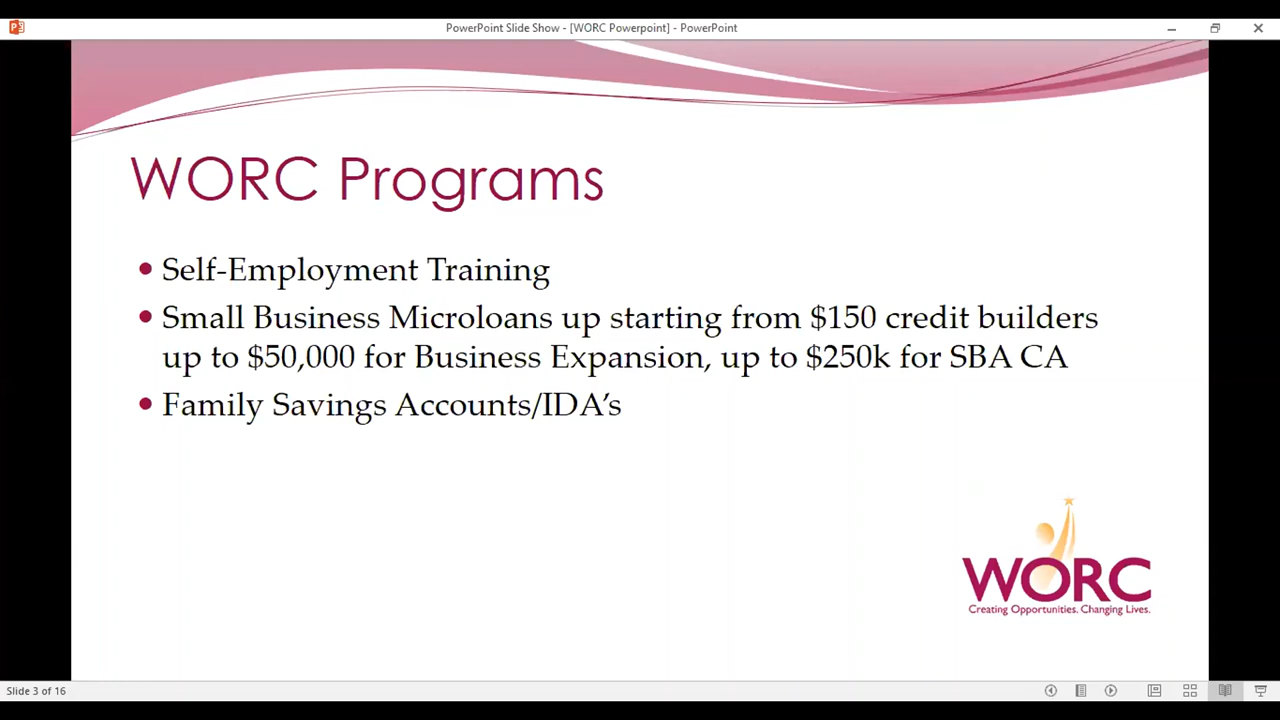 PowerPoint Slide Show - [WORC Powerpoint] - PowerPoint
WORC Programs
• Self-Employment Training
• Small Business Microloans up starting from $150 credit builders
up to $50,000 for Business Expansion, up to $250k for SBA CA
• Family Savings Accounts/IDA’s
WORC
Creating Opportunities. Changing Lives.
Slide 3 of 16